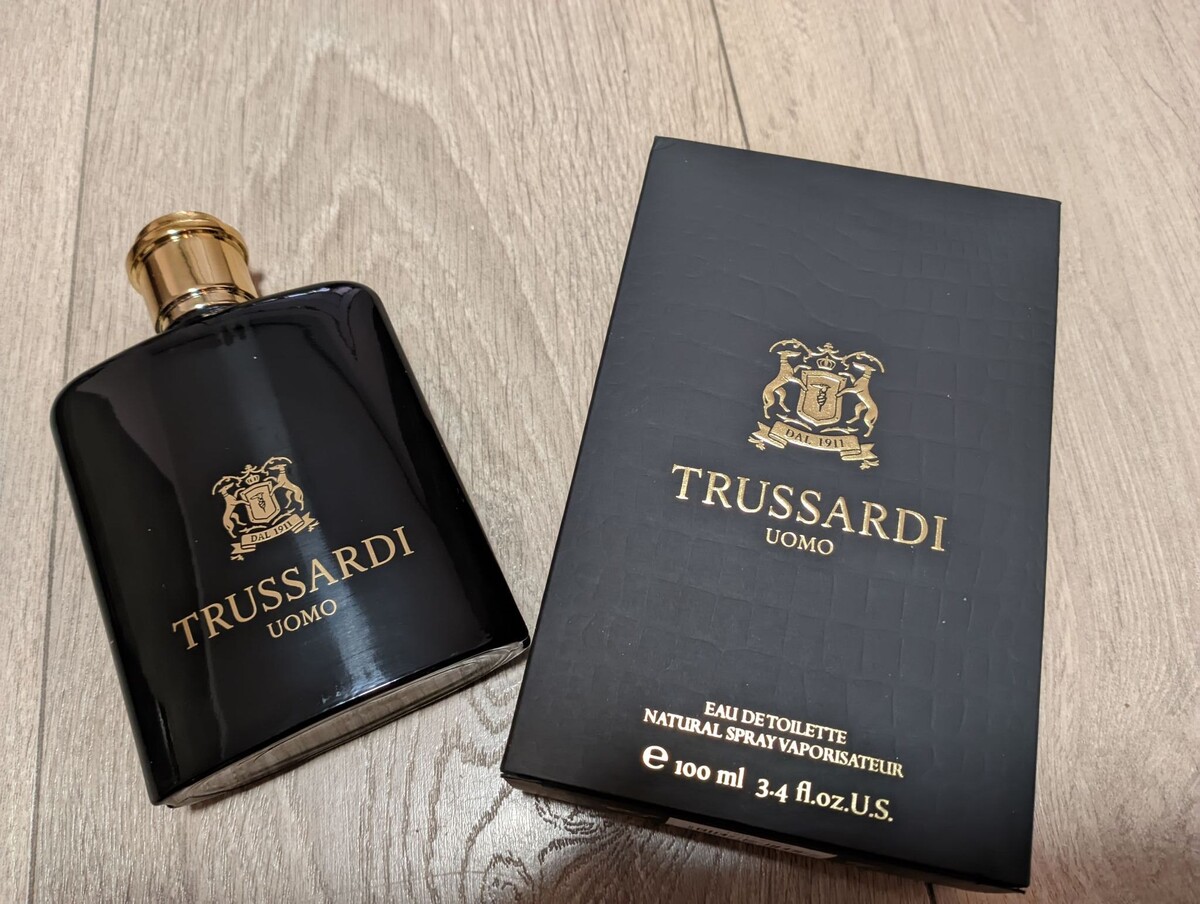 DAL 1911
TRUSSARDI
UOMO
DAL 1911
TRUSSARDI
UOMO
EAU DE TOILETTE
NATURAL SPRAY VAPORISATEUR
℮ 100 ml 3.4 fl.oz.U.S.